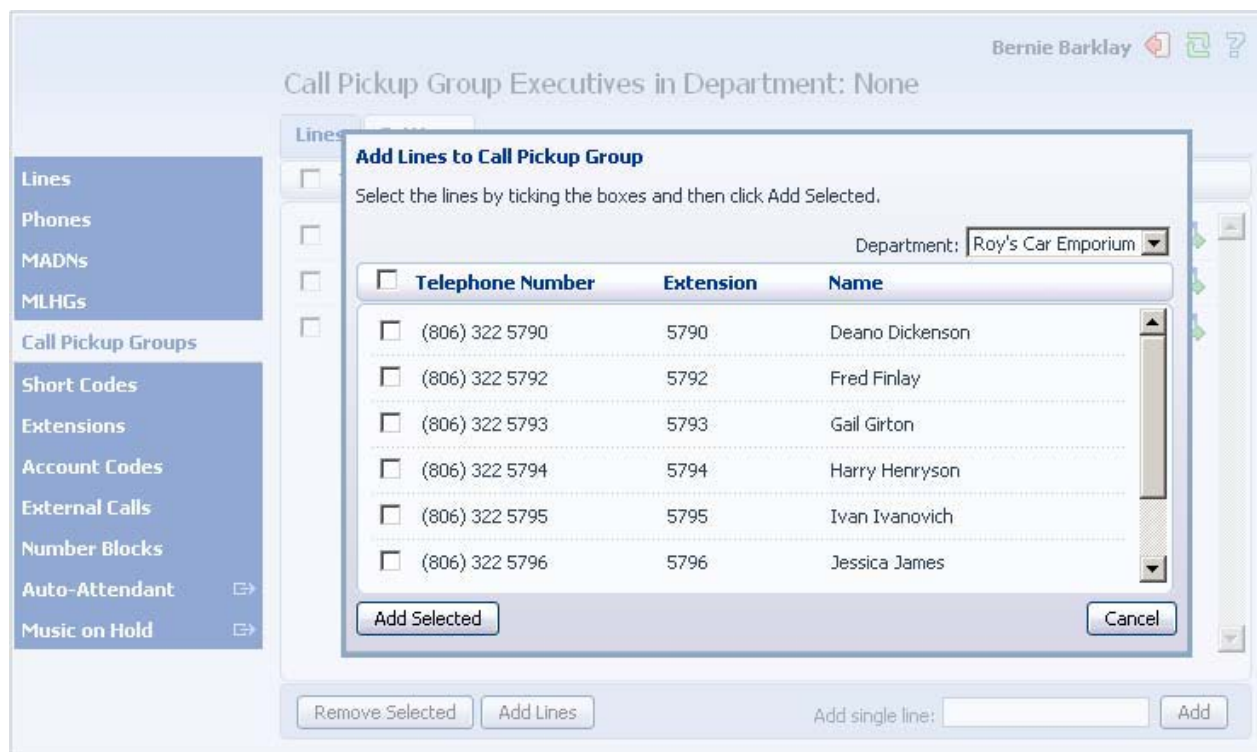 Bernie Barklay
Call Pickup Group Executives in Department: None
Lines
Lines
Phones
MADNs
MLHGs
Call Pickup Groups
Short Codes
Extensions
Account Codes
External Calls
Number Blocks
Auto-Attendant
Music on Hold
Add Lines to Call Pickup Group
Select the lines by ticking the boxes and then click Add Selected.
Department: Roy's Car Emporium
Telephone Number Extension Name
(806) 322 5790 5790 Deano Dickenson
(806) 322 5792 5792 Fred Finlay
(806) 322 5793 5793 Gail Girton
(806) 322 5794 5794 Harry Henryson
(806) 322 5795 5795 Ivan Ivanovich
(806) 322 5796 5796 Jessica James
Add Selected Cancel
Remove Selected Add Lines Add single line: Add